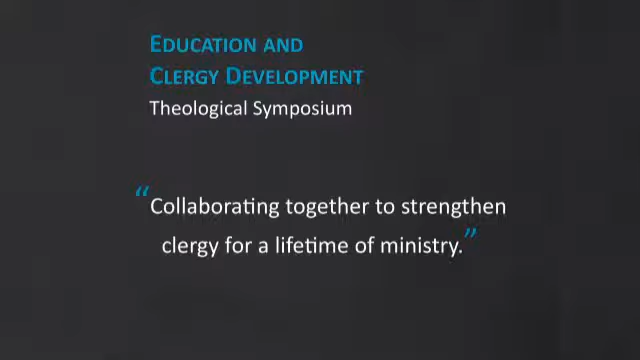 EDUCATION AND
CLERGY DEVELOPMENT
Theological Symposium
“Collaborating together to strengthen
clergy for a lifetime of ministry.”